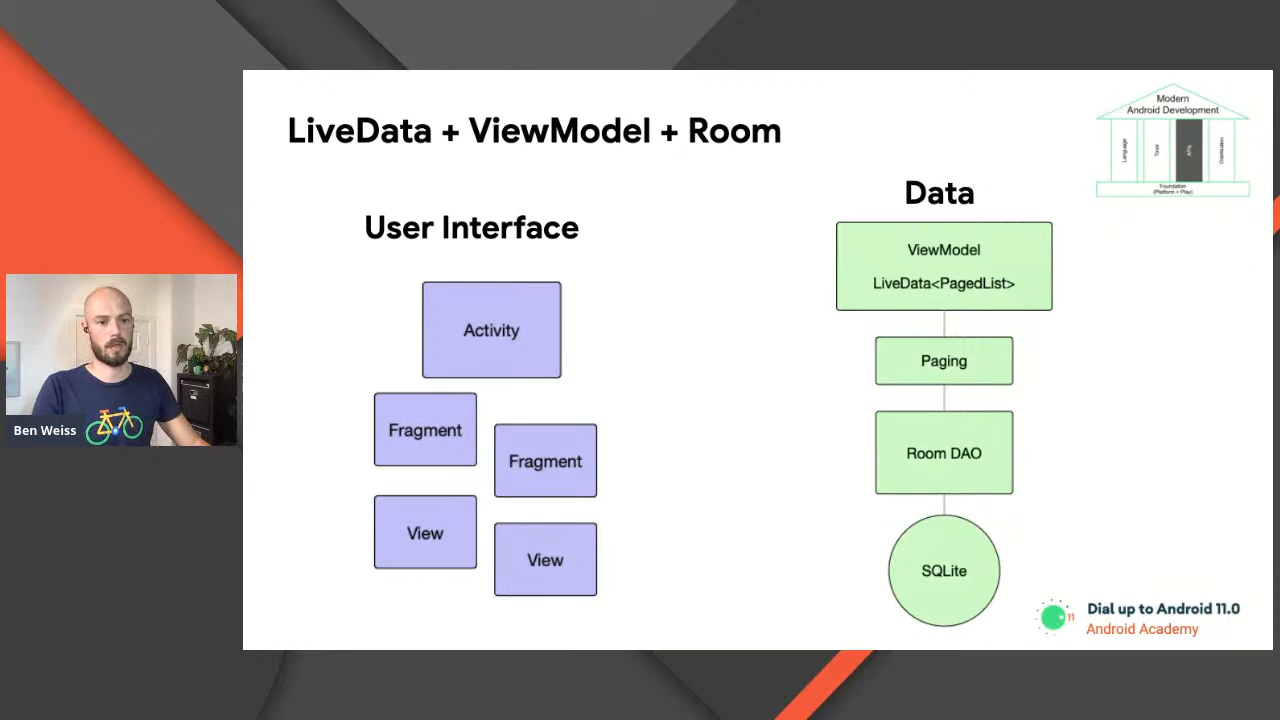 LiveData + ViewModel + Room
Modern
Android Development
Language
Tools
APIs
Distribution
Foundation
(Platform + Play)
User Interface
Activity
Fragment
Fragment
View
View
Data
ViewModel
LiveData<PagedList>
Paging
Room DAO
SQLite
Ben Weiss
11
Dial up to Android 11.0
Android Academy